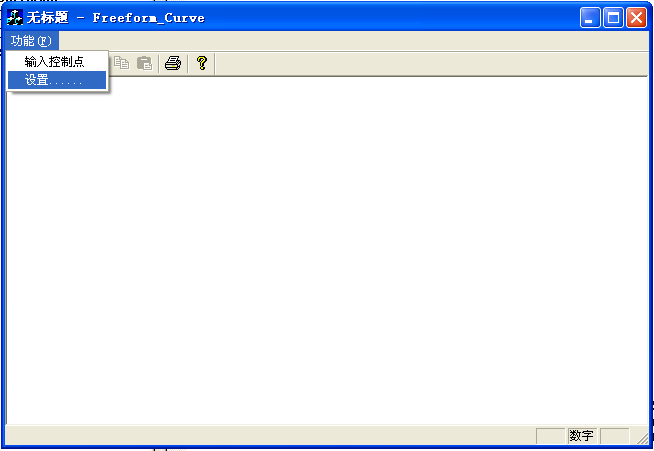 无标题 - Freeform_Curve
功能(F)
输入控制点
设置......
?
数字